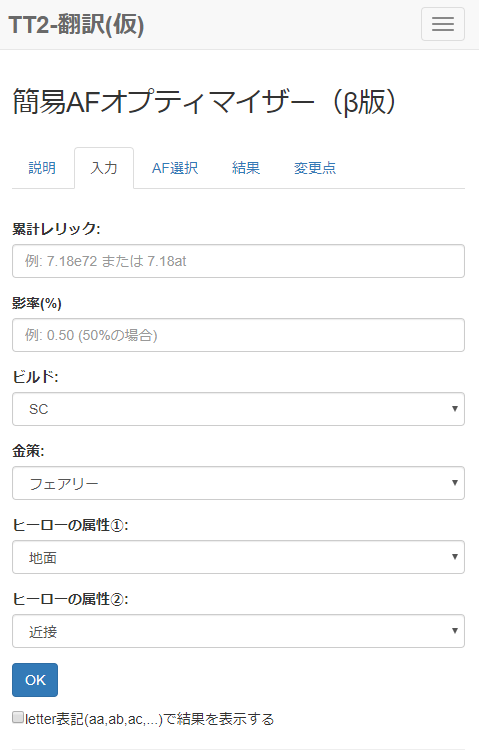 TT2-翻訳(仮)
簡易AFオプティマイザー（β版）
説明 入力 AF選択 結果 変更点
累計レリック:
例: 7.18e72 または 7.18at
影率(%)
例: 0.50 (50%の場合)
ビルド:
SC
金策:
フェアリー
ヒーローの属性①:
地面
ヒーローの属性②:
近接
OK
letter表記(aa,ab,ac,...)で結果を表示する